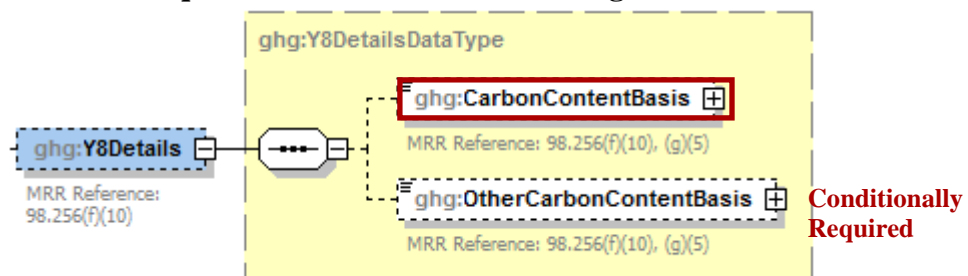 ghg:Y8DetailsDataType
ghg:CarbonContentBasis
MRR Reference: 98.256(f)(10), (g)(5)
ghg:Y8Details
MRR Reference:
98.256(f)(10)
ghg:OtherCarbonContentBasis
Conditionally
Required
MRR Reference: 98.256(f)(10), (g)(5)